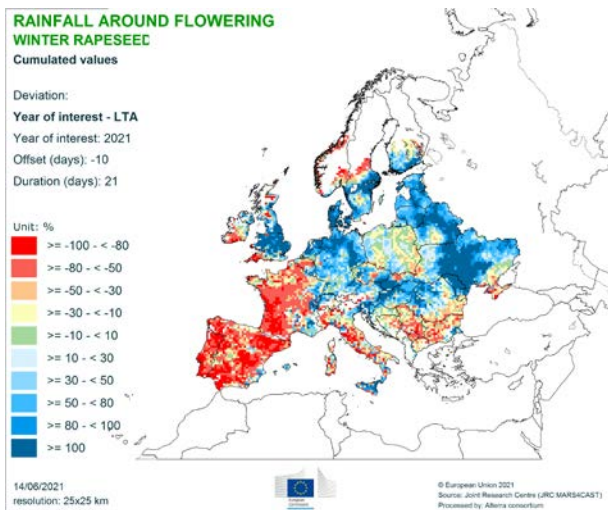 RAINFALL AROUND FLOWERING
WINTER RAPESEED
Cumulated values
Deviation:
Year of interest - LTA
Year of interest: 2021
Offset (days): -10
Duration (days): 21
Unit: %
>= -100 - < -80
>= -80 - < -50
>= -50 - < -30
>= -30 - < -10
>= -10 - < 10
>= 10 - < 30
>= 30 - < 50
>= 50 - < 80
>= 80 - < 100
>= 100
14/06/2021
resolution: 25x25 km
European
Commission
© European Union 2021
Source: Joint Research Centre (JRC MARS4CAST)
Processed by: Alterra consortium